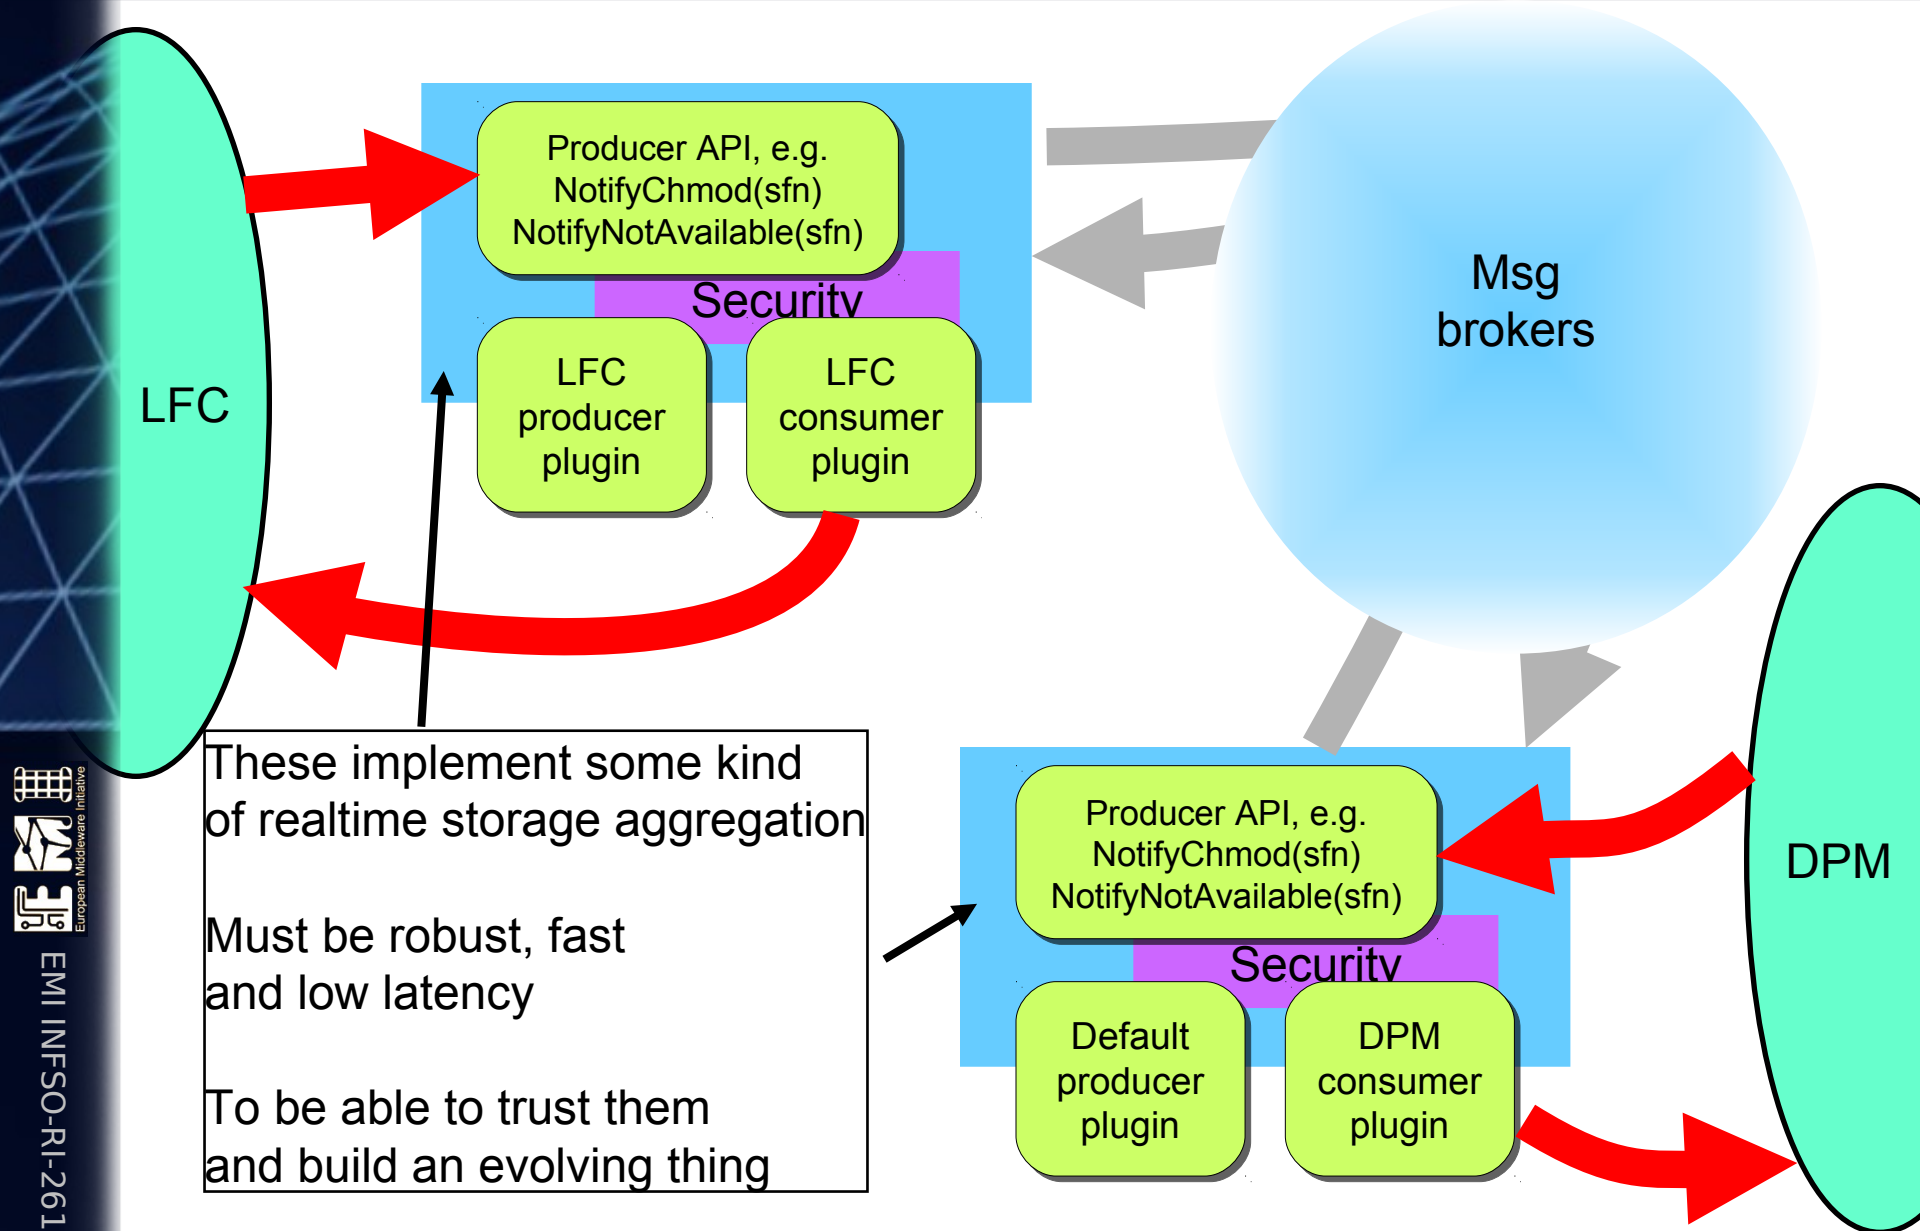 LFC
Producer API, e.g.
NotifyChmod(sfn)
NotifyNotAvailable(sfn)
Security
LFC
producer
plugin
LFC
consumer
plugin
Msg
brokers
These implement some kind
of realtime storage aggregation
Must be robust, fast
and low latency
To be able to trust them
and build an evolving thing
Producer API, e.g.
NotifyChmod(sfn)
NotifyNotAvailable(sfn)
Security
Default
producer
plugin
DPM
consumer
plugin
DPM
EMI
European Middleware Initiative
EMI INFSO-RI-261